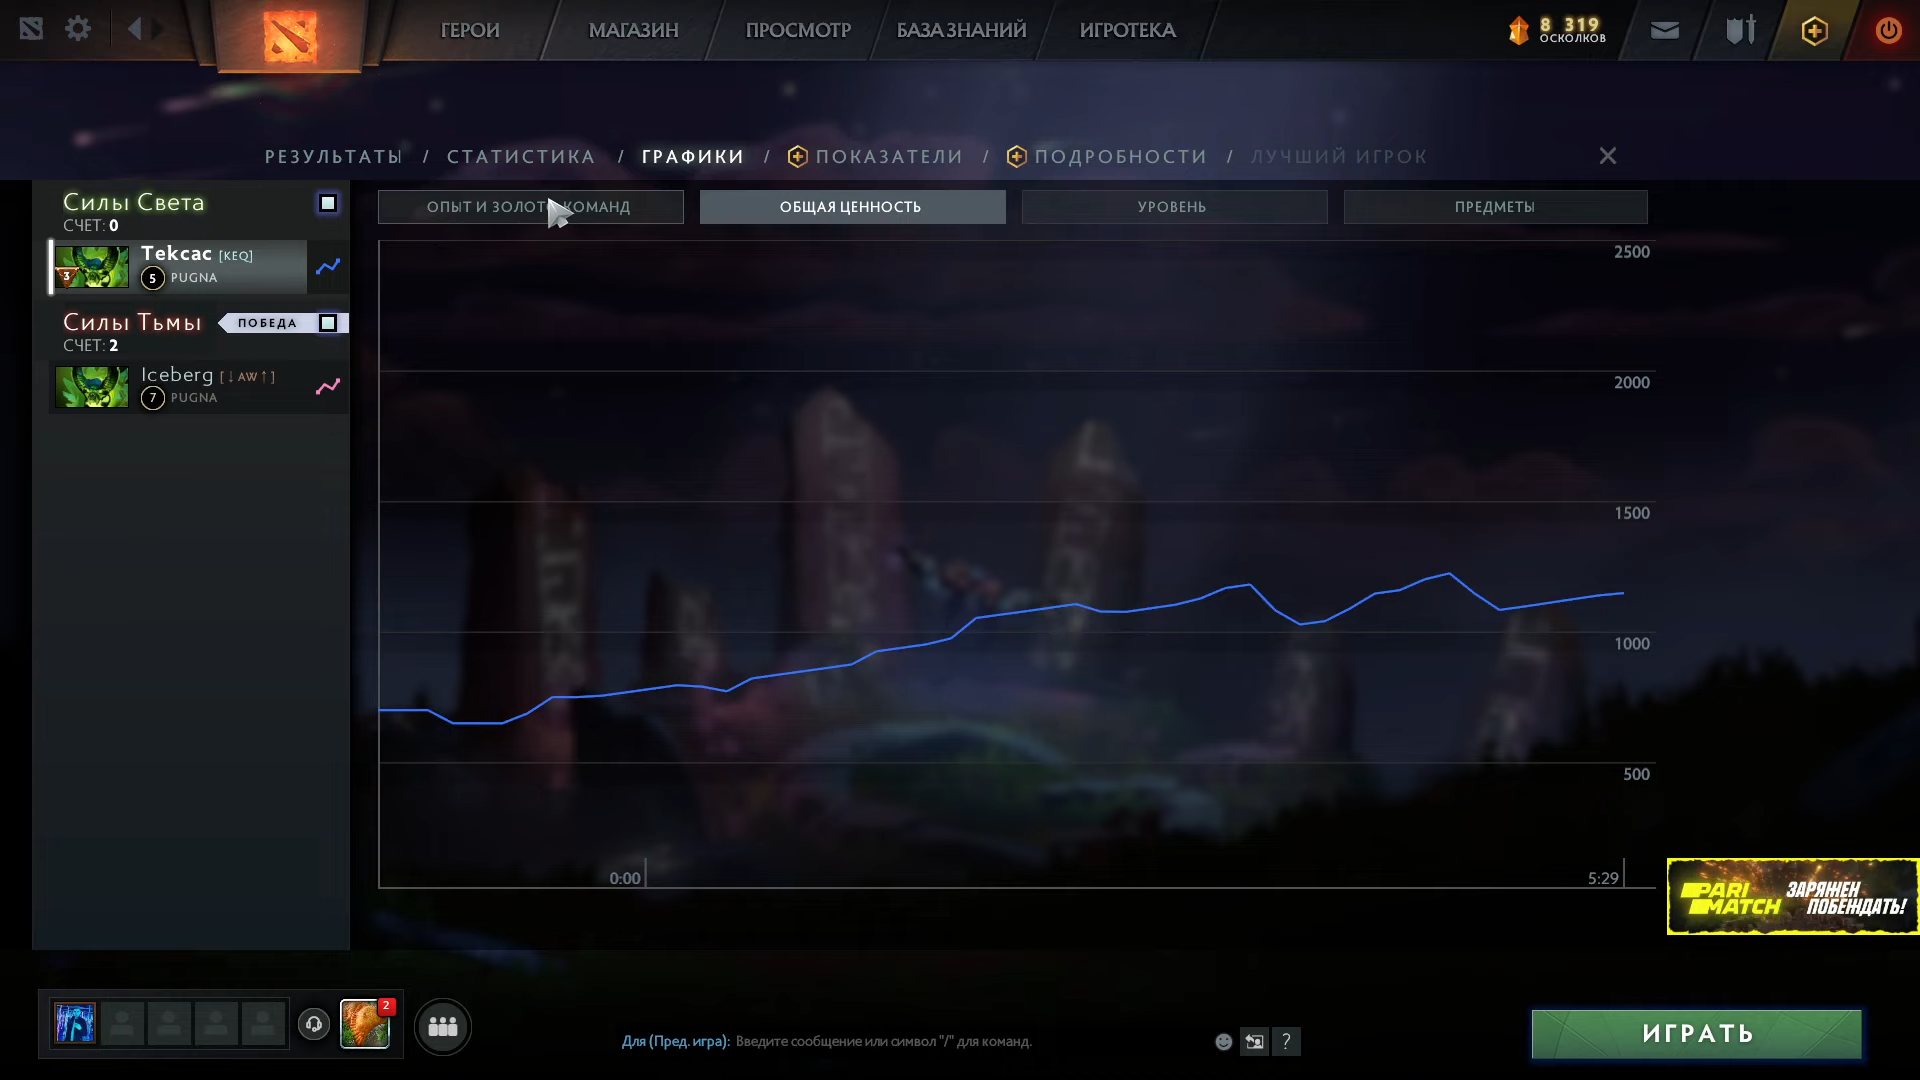 ГЕРОИ
МАГАЗИН
ПРОСМОТР
БАЗА ЗНАНИЙ
ИГРОТЕКА
8 319
ОСКОЛКОВ
РЕЗУЛЬТАТЫ / СТАТИСТИКА / ГРАФИКИ / ПОКАЗАТЕЛИ / ПОДРОБНОСТИ / ЛУЧШИЙ ИГРОК
ОПЫТ И ЗОЛОТО КОМАНД
ОБЩАЯ ЦЕННОСТЬ
УРОВЕНЬ
ПРЕДМЕТЫ
Силы Света
СЧЕТ: 0
3
Tekcac [KEQ]
5 PUGNA
Силы Тьмы
ПОБЕДА
СЧЕТ: 2
Iceberg [↓AW↑]
7 PUGNA
2500
2000
1500
1000
500
0:00
5:29
PARI MATCH
ЗАРЯЖЕН
ПОБЕЖДАТЬ!
2
Для (Пред. игра): Введите сообщение или символ "/" для команд.
?
ИГРАТЬ